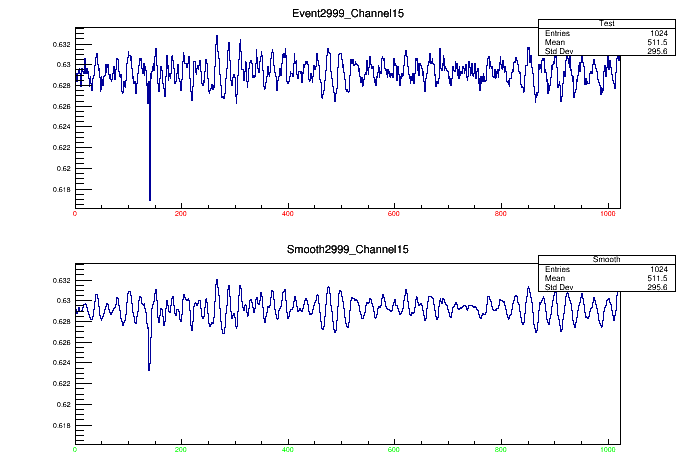 Event2999_Channel15
Test
Entries 1024
Mean 511.5
Std Dev 295.6
0.632
0.63
0.628
0.626
0.624
0.622
0.62
0.618
0 200 400 600 800 1000
Smooth2999_Channel15
Smooth
Entries 1024
Mean 511.5
Std Dev 295.6
0.632
0.63
0.628
0.626
0.624
0.622
0.62
0.618
0 200 400 600 800 1000